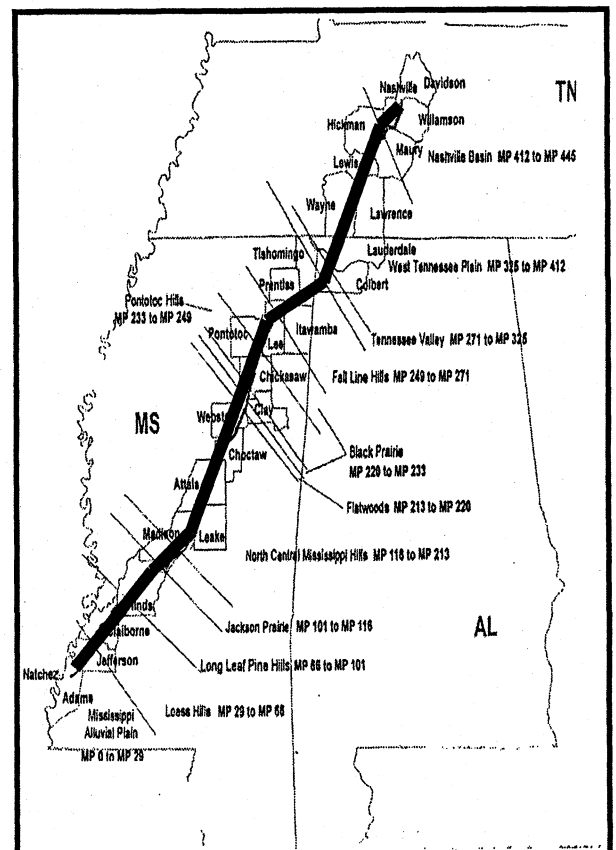 Nashville
Davidson
TN
Hickman
Willamson
Maury
Nashville Basin MP 412 to MP 445
Lewis
Wayne
Lawrence
Tishomingo
Lauderdale
West Tennessee Plain MP 325 to MP 412
Prentiss
Colbert
Pontotoc Hills
MP 233 to MP 249
Itawamba
Pontotoc
Tennessee Valley MP 271 to MP 325
Lee
Chickasaw
Fall Line Hills MP 249 to MP 271
MS
Webst
Clay
Choctaw
Black Prairie
MP 220 to MP 233
Attala
Flatwoods MP 213 to MP 220
Madison
Leake
North Central Mississippi Hills MP 116 to MP 213
Hinds
Jackson Prairie MP 101 to MP 116
AL
Claiborne
Jefferson
Long Leaf Pine Hills MP 66 to MP 101
Natchez
Adams
Loess Hills MP 29 to MP 66
Mississippi
Alluvial Plain
MP 0 to MP 29